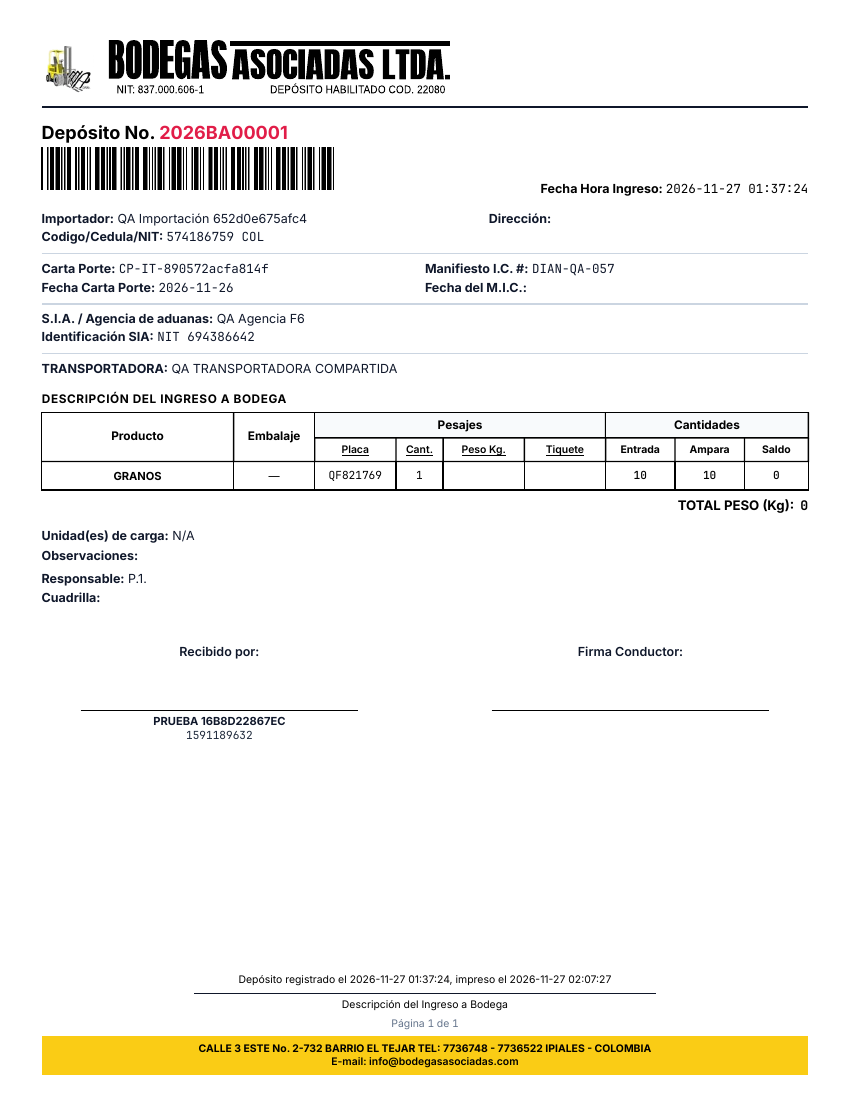 BODEGAS ASOCIADAS LTDA.
NIT: 837.000.606-1 DEPÓSITO HABILITADO COD. 22080
Depósito No. 2026BA00001
Fecha Hora Ingreso: 2026-11-27 01:37:24
Importador: QA Importación 652d0e675afc4 Dirección:
Codigo/Cedula/NIT: 574186759 COL
Carta Porte: CP-IT-890572acfa814f Manifiesto I.C. #: DIAN-QA-057
Fecha Carta Porte: 2026-11-26 Fecha del M.I.C.:
S.I.A. / Agencia de aduanas: QA Agencia F6
Identificación SIA: NIT 694386642
TRANSPORTADORA: QA TRANSPORTADORA COMPARTIDA
DESCRIPCIÓN DEL INGRESO A BODEGA
Producto Embalaje Pesajes Cantidades
Placa Cant. Peso Kg. Tiquete Entrada Ampara Saldo
GRANOS — QF821769 1 10 10 0
TOTAL PESO (Kg): 0
Unidad(es) de carga: N/A
Observaciones:
Responsable: P.1.
Cuadrilla:
Recibido por: Firma Conductor:
PRUEBA 16B8D22867EC
1591189632
Depósito registrado el 2026-11-27 01:37:24, impreso el 2026-11-27 02:07:27
Descripción del Ingreso a Bodega
Página 1 de 1
CALLE 3 ESTE No. 2-732 BARRIO EL TEJAR TEL: 7736748 - 7736522 IPIALES - COLOMBIA
E-mail: info@bodegasasociadas.com